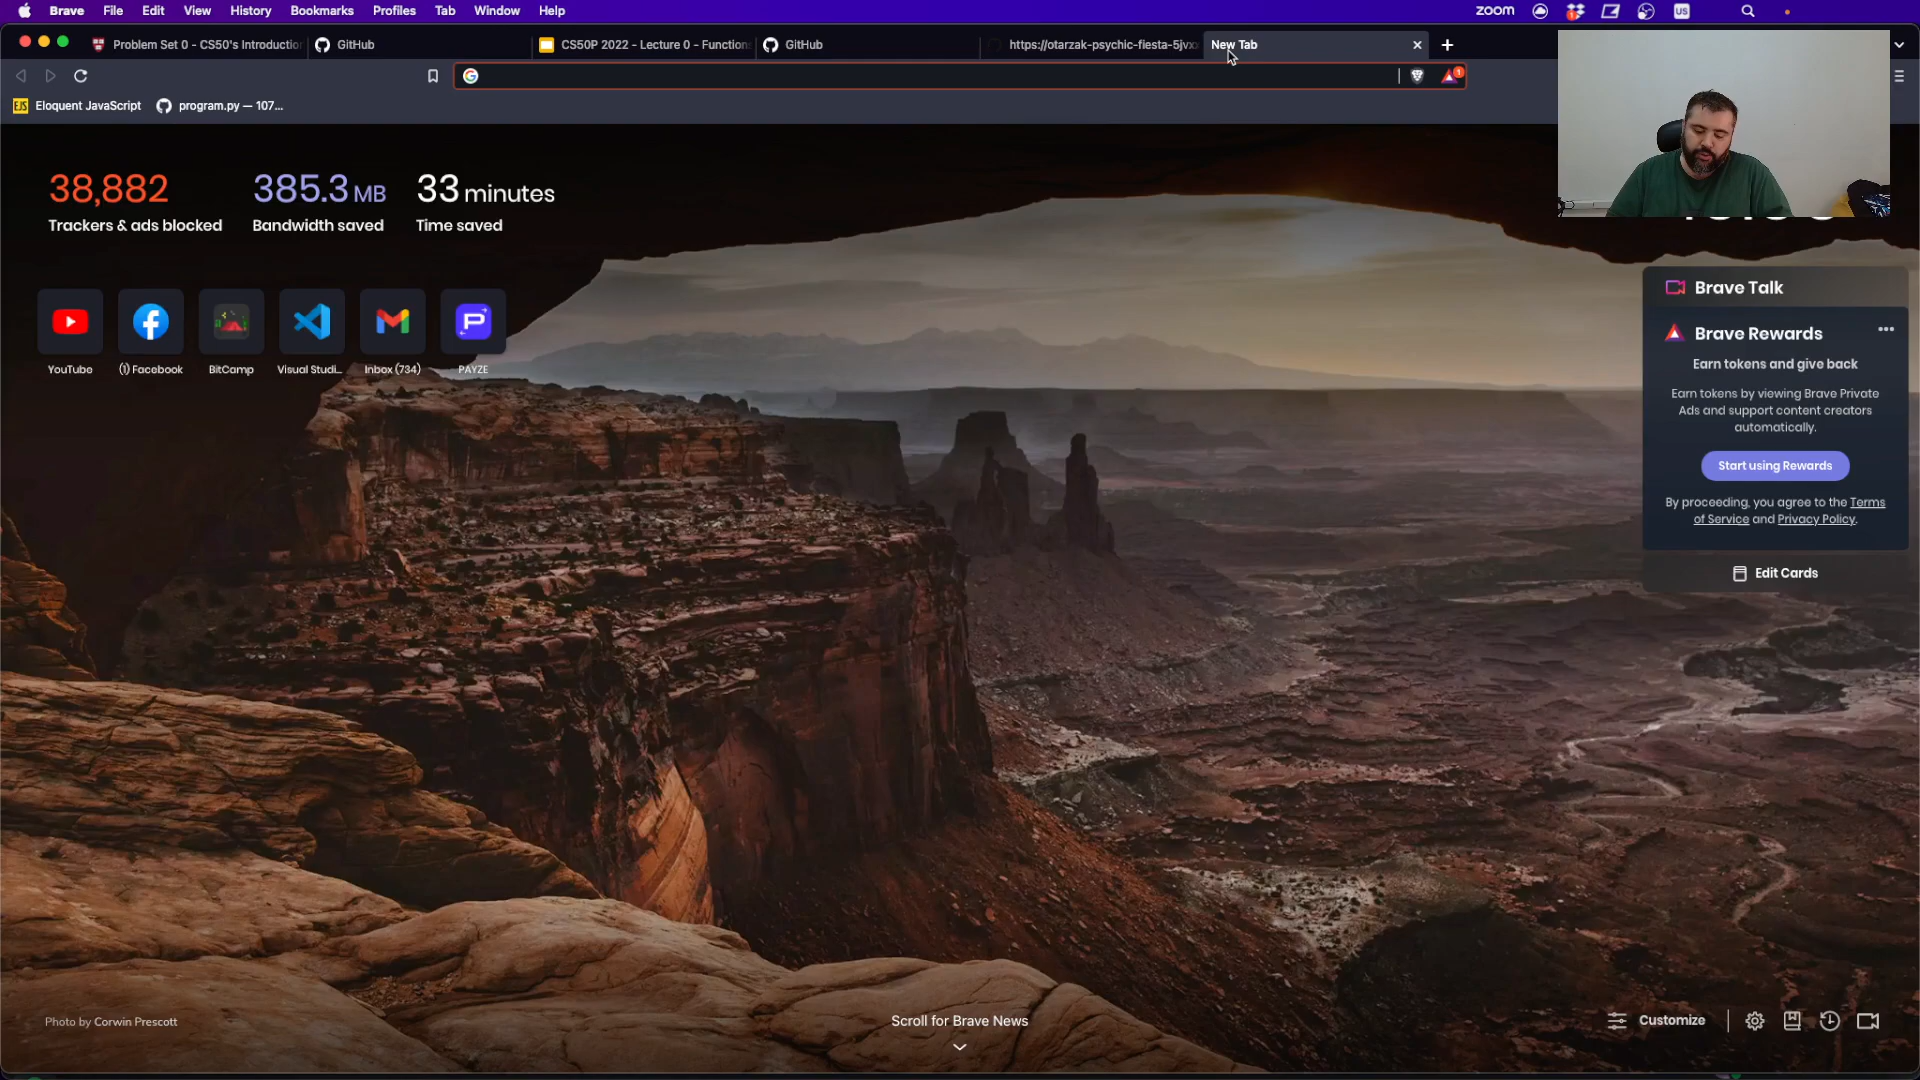 Brave File Edit View History Bookmarks Profiles Tab Window Help
zoom US
Problem Set 0 - CS50's Introductio
GitHub
CS50P 2022 - Lecture 0 - Function
GitHub
https://otarzak-psychic-fiesta-5jvx
New Tab
1
EJS Eloquent JavaScript
program.py — 107...
38,882
Trackers & ads blocked
385.3 MB
Bandwidth saved
33 minutes
Time saved
YouTube
(1) Facebook
BitCamp
Visual Studi...
Inbox (734)
PAYZE
Brave Talk
Brave Rewards
Earn tokens and give back
Earn tokens by viewing Brave Private
Ads and support content creators
automatically.
Start using Rewards
By proceeding, you agree to the Terms
of Service and Privacy Policy.
Edit Cards
Photo by Corwin Prescott
Scroll for Brave News
Customize